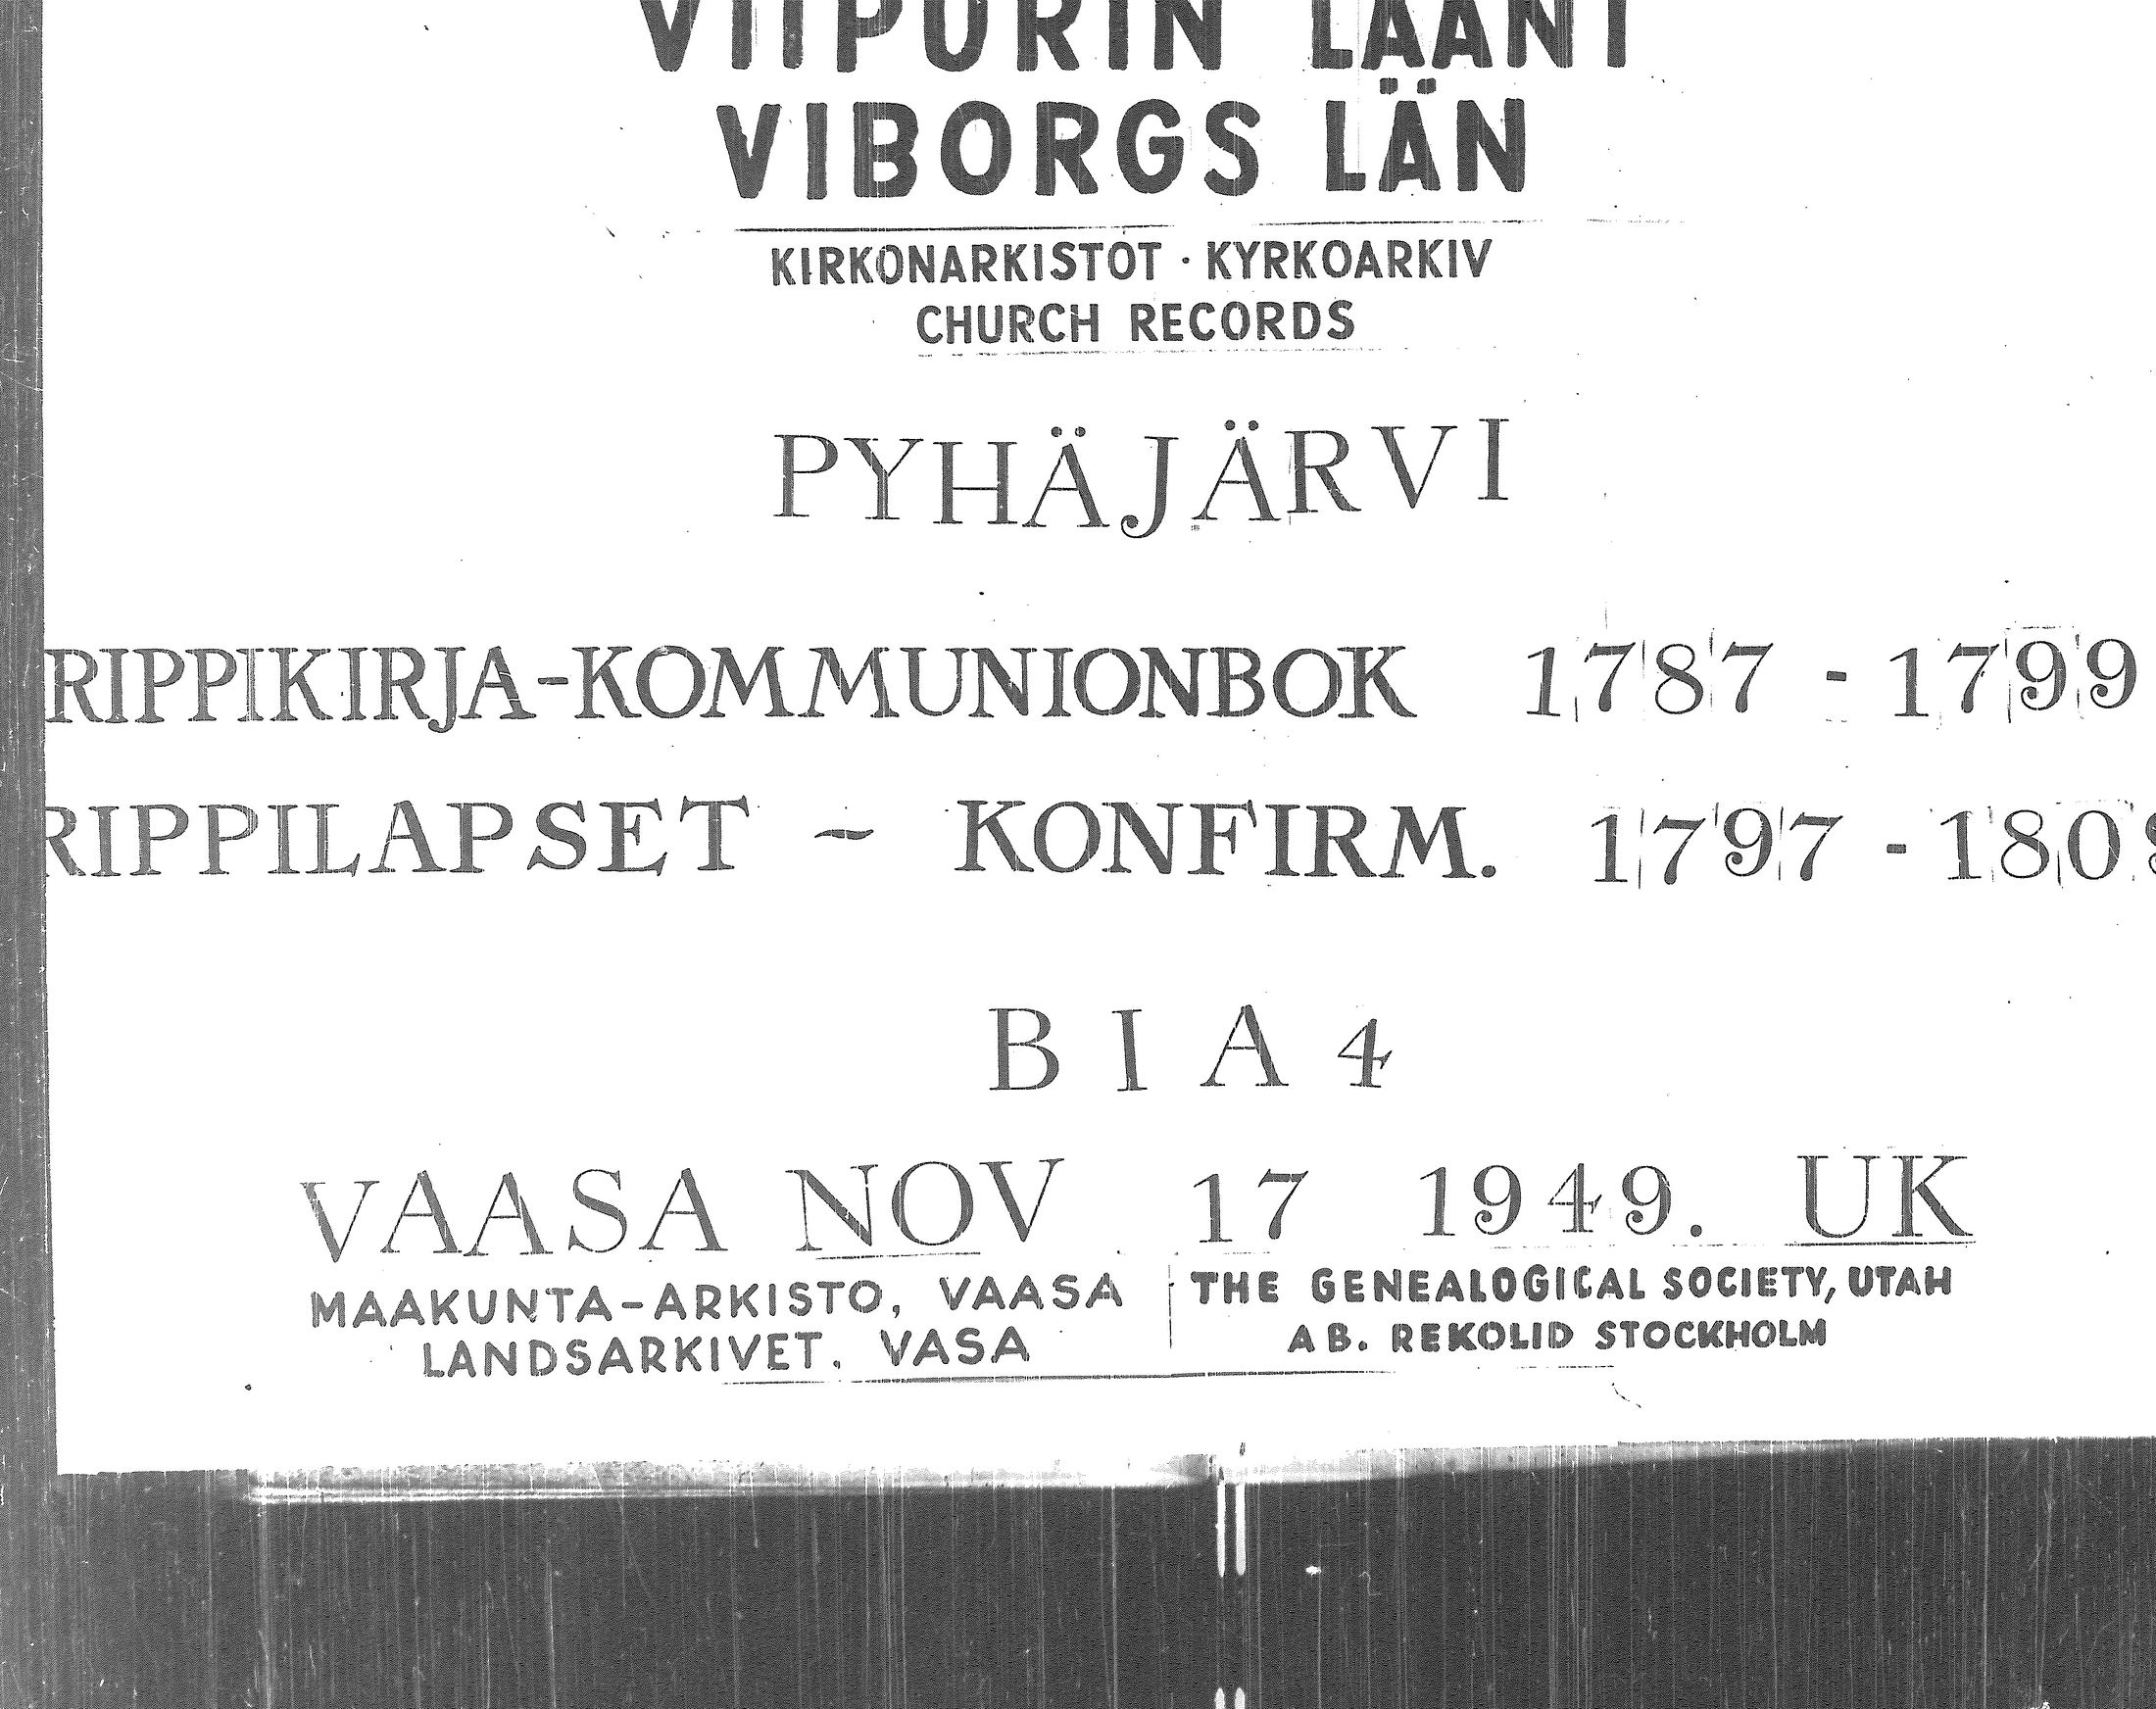 VIIPURIN LÄÄNI
VIBORGS LÄN
KIRKONARKISTOT · KYRKOARKIV
CHURCH RECORDS
PYHÄJÄRVI
RIPPIKIRJA-KOMMUNIONBOK 1787 - 1799
RIPPILAPSET - KONFIRM. 1797 -
B I A 4
VAASA NOV 17 1949. UK
MAAKUNTA-ARKISTO, VAASA
LANDSARKIVET, VASA
THE GENEALOGICAL SOCIETY, UTAH
AB. REKOLID STOCKHOLM